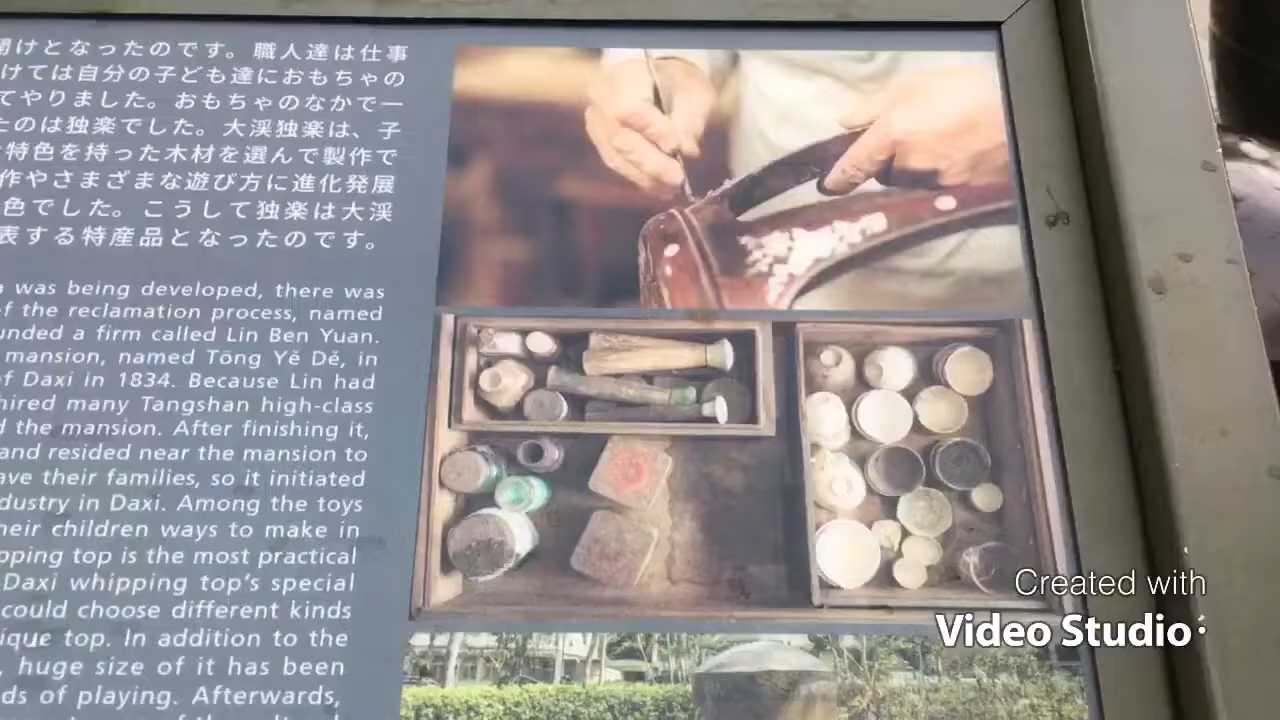 開けとなったのです。職人達は仕事
けては自分の子ども達におもちゃの
てやりました。おもちゃのなかで一
たのは独楽でした。大渓独楽は、子
特色を持った木材を選んで製作で
作やさまざまな遊び方に進化発展
色でした。こうして独楽は大渓
表する特産品となったのです。
was being developed, there was
of the reclamation process, named
unded a firm called Lin Ben Yuan.
mansion, named Tōng Yě Dě, in
of Daxi in 1834. Because Lin had
hired many Tangshan high-class
d the mansion. After finishing it,
and resided near the mansion to
ave their families, so it initiated
dustry in Daxi. Among the toys
heir children ways to make in
pping top is the most practical
Daxi whipping top's special
could choose different kinds
ique top. In addition to the
, huge size of it has been
ds of playing. Afterwards,
Created with
Video Studio